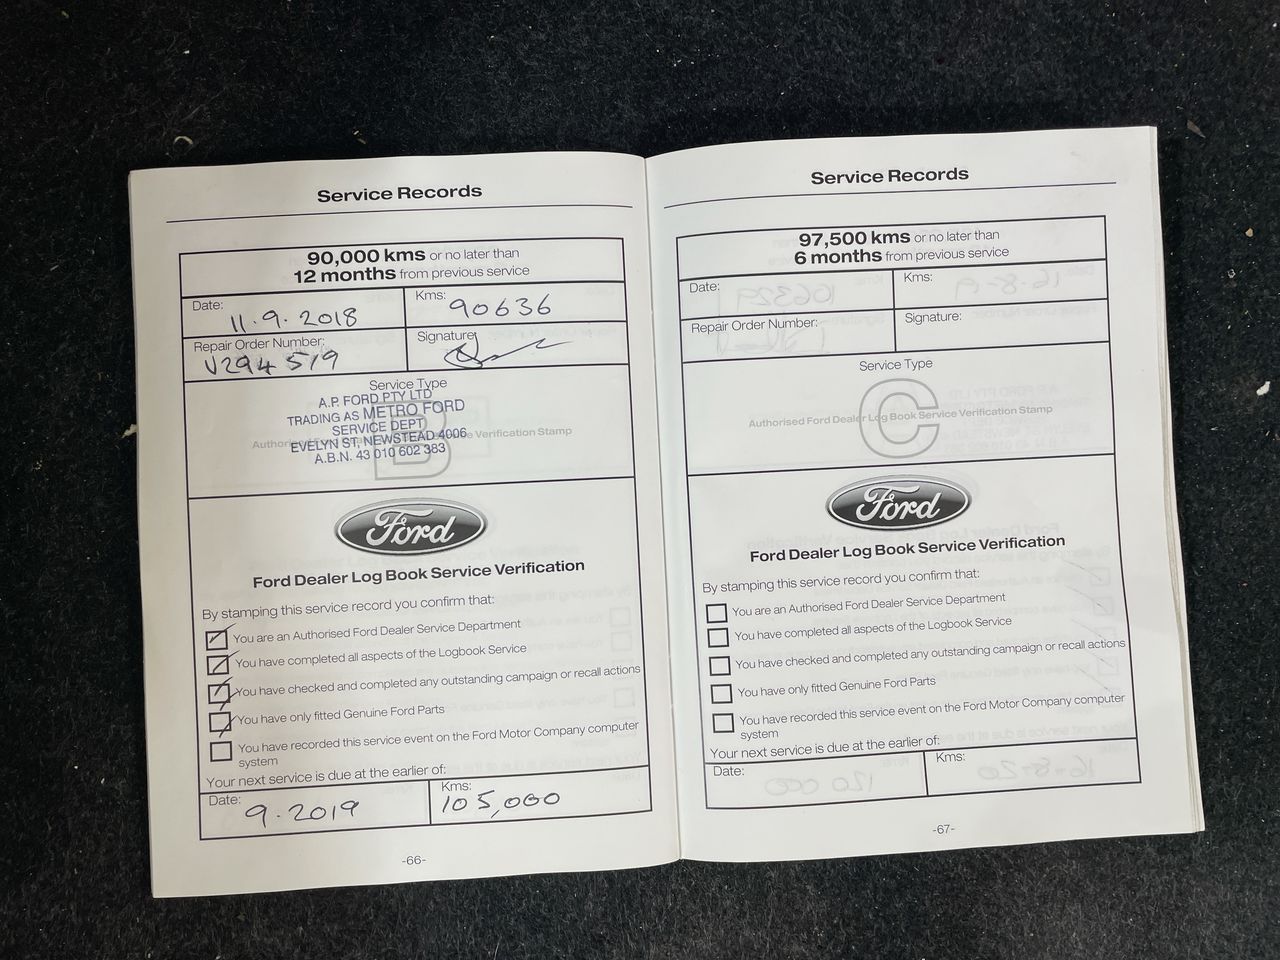 Service Records
90,000 kms or no later than
12 months from previous service
Date:
11.9.2018
Kms:
90636
Repair Order Number:
V294519
Signature:
Service Type
A.P. FORD PTY LTD
TRADING AS METRO FORD
SERVICE DEPT
EVELYN ST, NEWSTEAD 4006
A.B.N. 43 010 602 383
Verification Stamp
B
Ford
Ford Dealer Log Book Service Verification
By stamping this service record you confirm that:
You are an Authorised Ford Dealer Service Department
You have completed all aspects of the Logbook Service
You have checked and completed any outstanding campaign or recall actions
You have only fitted Genuine Ford Parts
You have recorded this service event on the Ford Motor Company computer
system
Your next service is due at the earlier of:
Date:
9.2019
Kms:
105,000
-66-
Service Records
97,500 kms or no later than
6 months from previous service
Date:
Kms:
Repair Order Number:
Signature:
Service Type
C
Authorised Ford Dealer Log Book Service Verification Stamp
Ford
Ford Dealer Log Book Service Verification
By stamping this service record you confirm that:
You are an Authorised Ford Dealer Service Department
You have completed all aspects of the Logbook Service
You have checked and completed any outstanding campaign or recall actions
You have only fitted Genuine Ford Parts
You have recorded this service event on the Ford Motor Company computer
system
Your next service is due at the earlier of:
Date:
Kms:
-67-